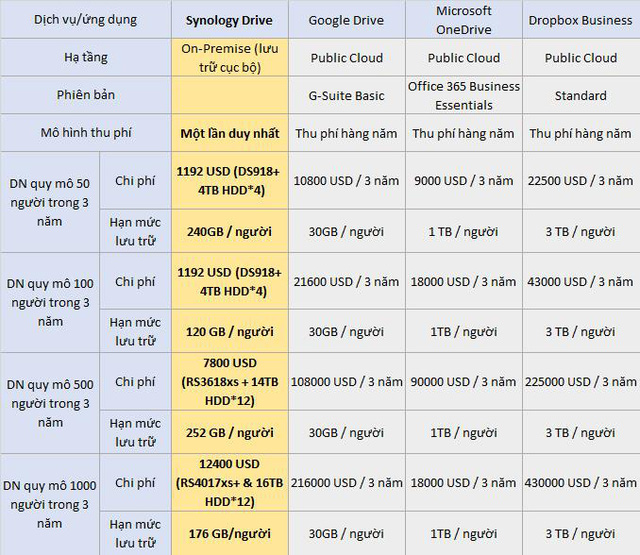 Dịch vụ/ứng dụng
Synology Drive
Google Drive
Microsoft
OneDrive
Dropbox Business
Hạ tầng
On-Premise (lưu
trữ cục bộ)
Public Cloud
Public Cloud
Public Cloud
Phiên bản
G-Suite Basic
Office 365 Business
Essentials
Standard
Mô hình thu phí
Một lần duy nhất
Thu phí hàng năm
Thu phí hàng năm
Thu phí hàng năm
DN quy mô 50
người trong 3
năm
Chi phí
1192 USD (DS918+
4TB HDD*4)
10800 USD / 3 năm
9000 USD / 3 năm
22500 USD / 3 năm
Hạn mức
lưu trữ
240GB / người
30GB / người
1 TB / người
3 TB / người
DN quy mô 100
người trong 3
năm
Chi phí
1192 USD (DS918+
4TB HDD*4)
21600 USD / 3 năm
18000 USD / 3 năm
43000 USD / 3 năm
Hạn mức
lưu trữ
120 GB / người
30GB / người
1TB / người
3 TB / người
DN quy mô 500
người trong 3
năm
Chi phí
7800 USD
(RS3618xs + 14TB
HDD*12)
108000 USD / 3 năm
90000 USD / 3 năm
225000 USD / 3 năm
Hạn mức
lưu trữ
252 GB / người
30GB / người
1TB / người
3 TB / người
DN quy mô 1000
người trong 3
năm
Chi phí
12400 USD
(RS4017xs+ & 16TB
HDD*12)
216000 USD / 3 năm
18000 USD / 3 năm
430000 USD / 3 năm
Hạn mức
lưu trữ
176 GB/người
30GB / người
1TB / người
3 TB / người